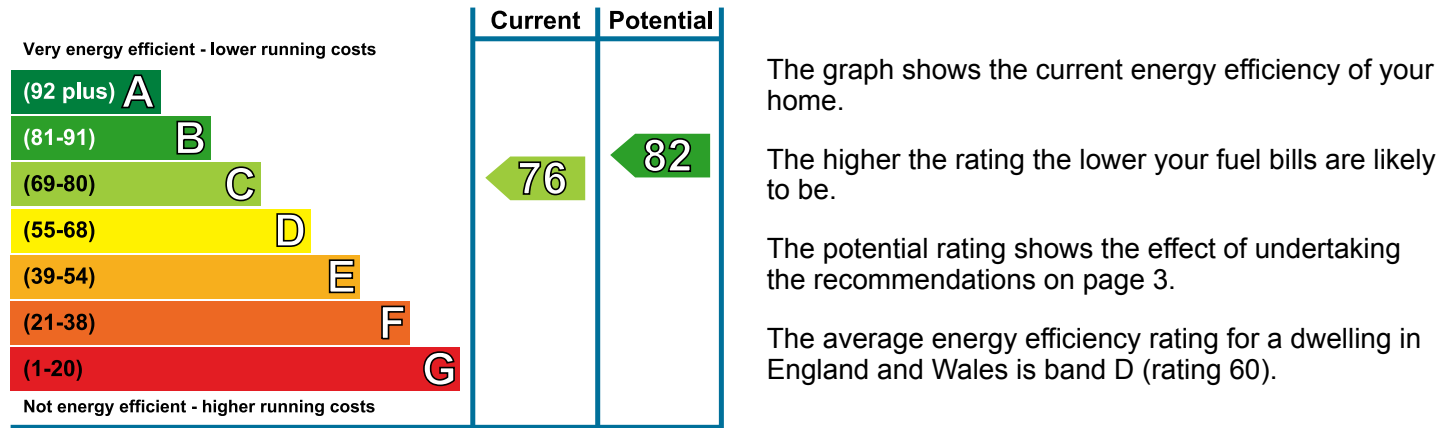 Current Potential
Very energy efficient - lower running costs
(92 plus) A
(81-91) B
(69-80) C
(55-68) D
(39-54) E
(21-38) F
(1-20) G
Not energy efficient - higher running costs
76
82
The graph shows the current energy efficiency of your
home.
The higher the rating the lower your fuel bills are likely
to be.
The potential rating shows the effect of undertaking
the recommendations on page 3.
The average energy efficiency rating for a dwelling in
England and Wales is band D (rating 60).